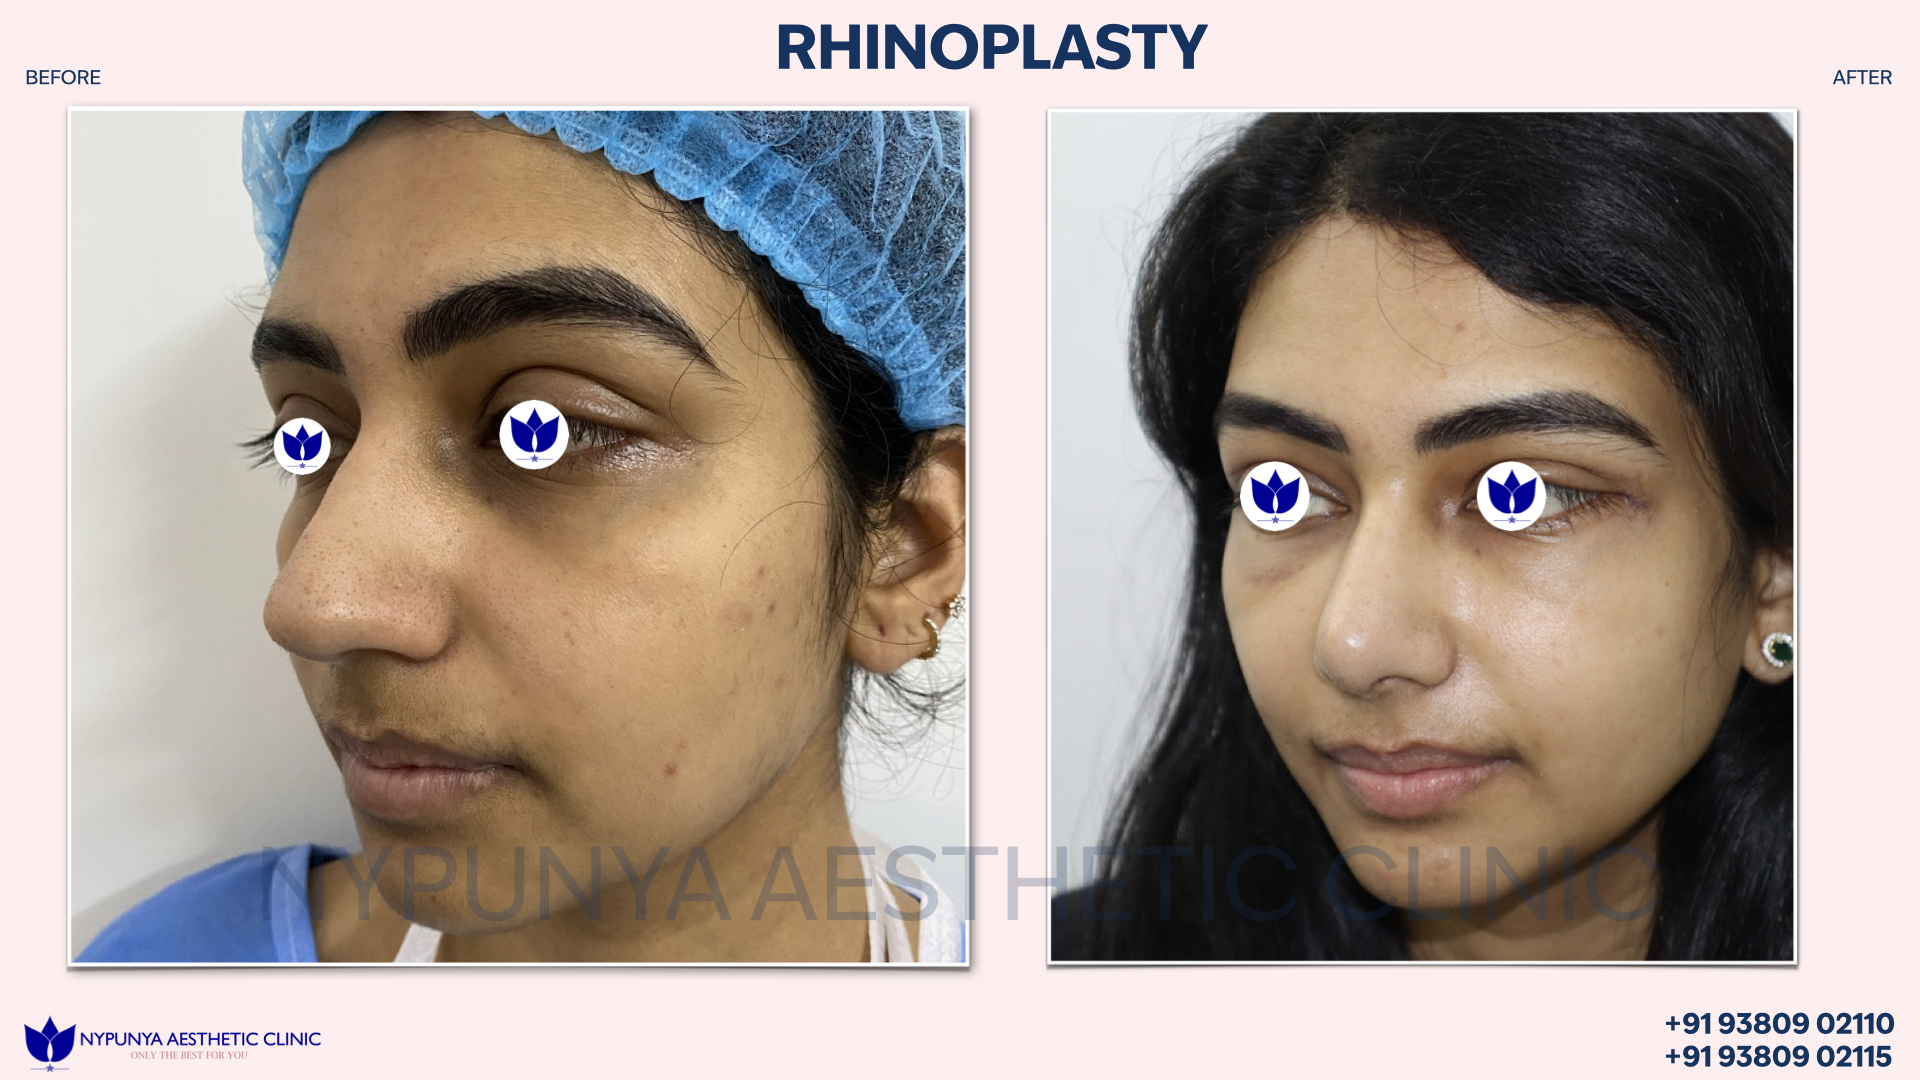 RHINOPLASTY
BEFORE
AFTER
NYPUNYA AESTHETIC CLINIC
NYPUNYA AESTHETIC CLINIC
ONLY THE BEST FOR YOU
+91 93809 02110
+91 93809 02115